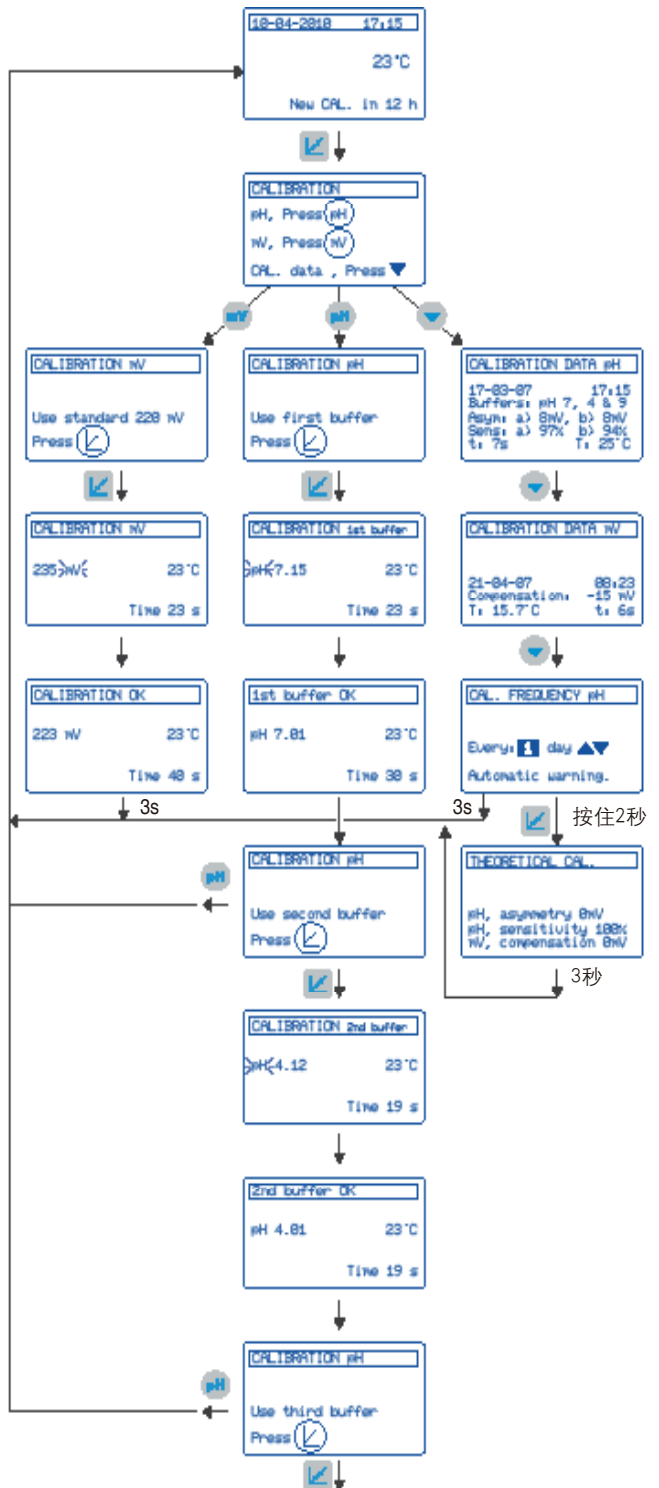 10-04-2010 17:15
23°C
New CAL. in 12 h
CALIBRATION
pH, Press pH
mV, Press mV
CAL. data , Press ▼
mV
pH
CALIBRATION mV
Use standard 220 mV
Press
CALIBRATION pH
Use first buffer
Press
CALIBRATION DATA pH
17-03-07 17:15
Buffers: pH 7, 4 & 9
Asym: a) 8mV, b) 8mV
Sens: a) 97% b) 94%
t: 7s T: 25°C
CALIBRATION mV
235 mV 23°C
Time 23 s
CALIBRATION 1st buffer
pH 7.15 23°C
Time 23 s
CALIBRATION DATA mV
21-04-07 08:23
Compensation: -15 mV
T: 15.7°C t: 6s
CALIBRATION OK
223 mV 23°C
Time 40 s
1st buffer OK
pH 7.01 23°C
Time 30 s
CAL. FREQUENCY pH
Every: 1 day ▲▼
Automatic warning.
3s
3s
按住2秒
pH
CALIBRATION pH
Use second buffer
Press
THEORETICAL CAL.
pH, asymmetry 0mV
pH, sensitivity 100%
mV, compensation 0mV
3秒
CALIBRATION 2nd buffer
pH 4.12 23°C
Time 19 s
2nd buffer OK
pH 4.01 23°C
Time 19 s
pH
CALIBRATION pH
Use third buffer
Press